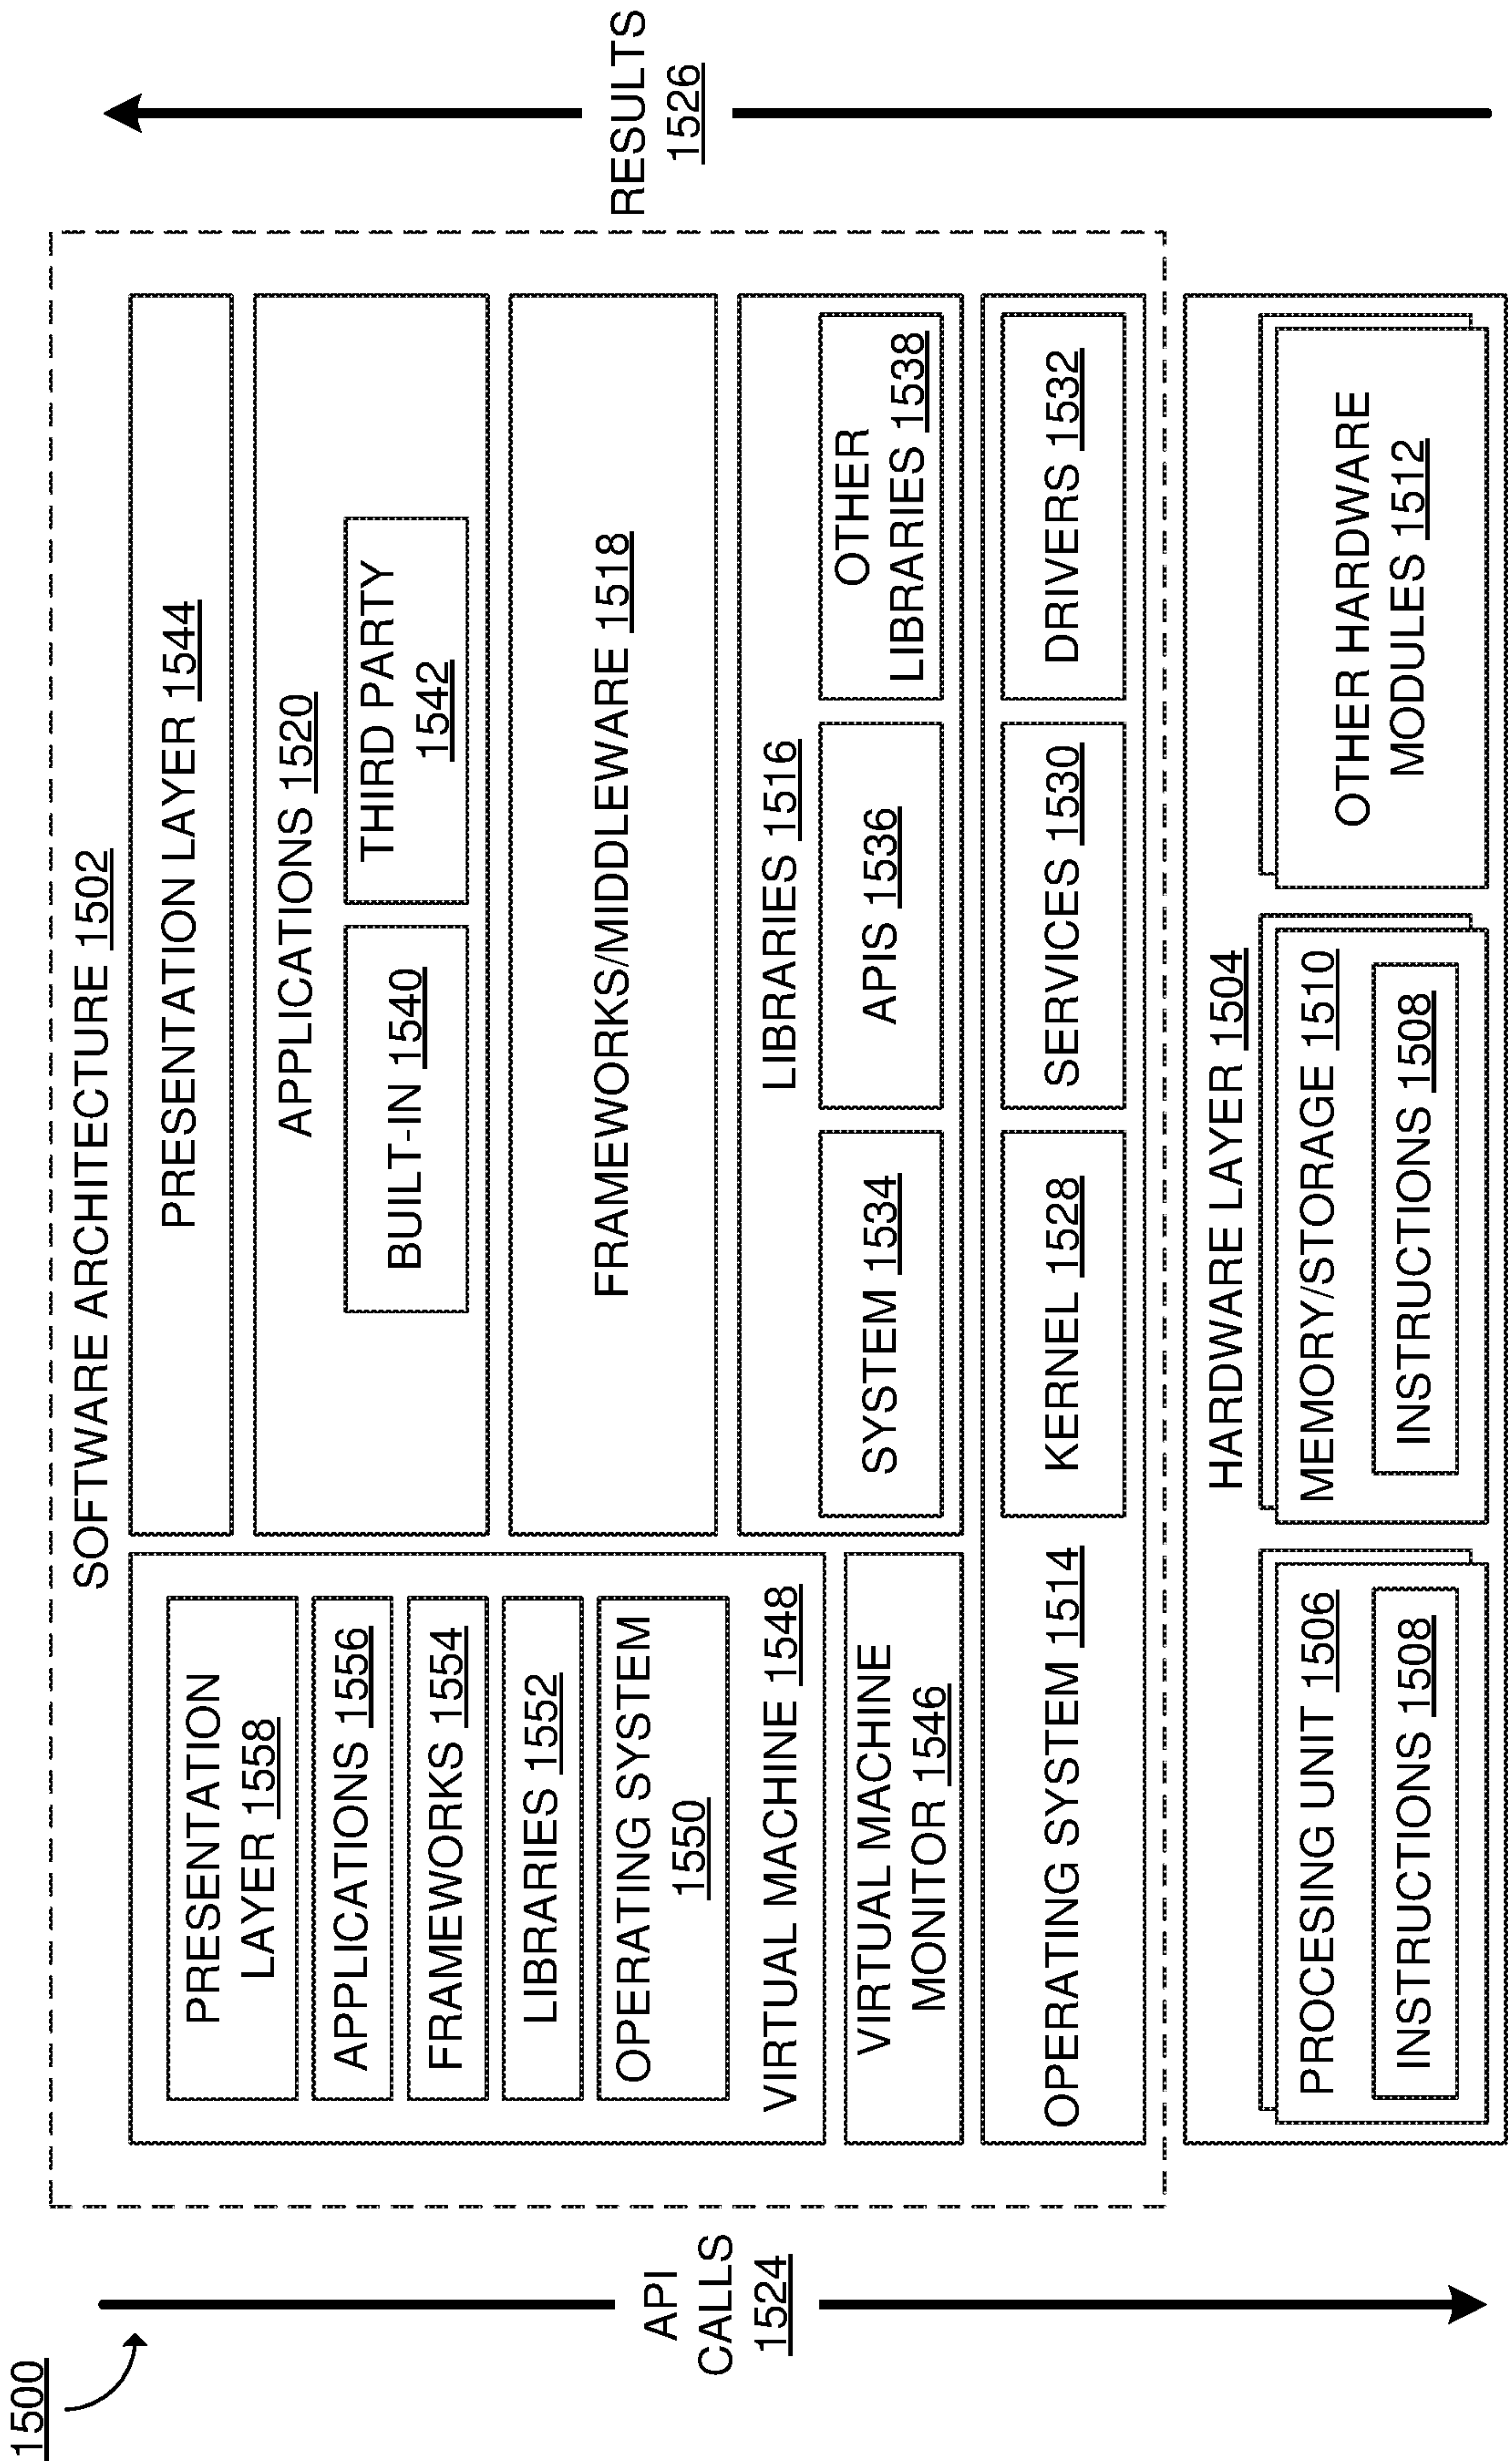 1500
SOFTWARE ARCHITECTURE 1502
PRESENTATION
LAYER 1558
APPLICATIONS 1556
FRAMEWORKS 1554
LIBRARIES 1552
OPERATING SYSTEM
1550
VIRTUAL MACHINE 1548
VIRTUAL MACHINE
MONITOR 1546
PRESENTATION LAYER 1544
APPLICATIONS 1520
BUILT-IN 1540
THIRD PARTY
1542
FRAMEWORKS/MIDDLEWARE 1518
LIBRARIES 1516
SYSTEM 1534
APIS 1536
OTHER
LIBRARIES 1538
OPERATING SYSTEM 1514
KERNEL 1528
SERVICES 1530
DRIVERS 1532
HARDWARE LAYER 1504
PROCESSING UNIT 1506
INSTRUCTIONS 1508
MEMORY/STORAGE 1510
INSTRUCTIONS 1508
OTHER HARDWARE
MODULES 1512
API
CALLS
1524
RESULTS
1526